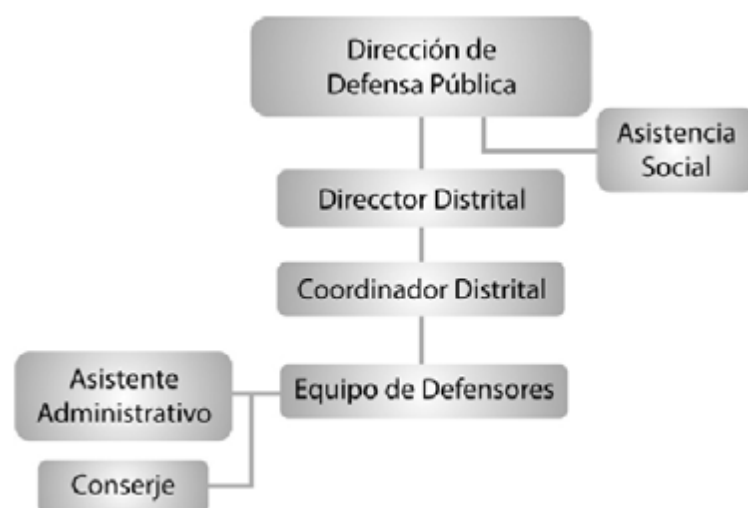 Dirección de
Defensa Pública
Asistencia
Social
Direcctor Distrital
Coordinador Distrital
Equipo de Defensores
Asistente
Administrativo
Conserje